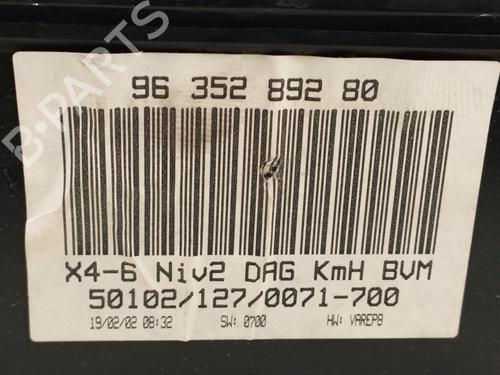 96 352 892 80
X4-6 Niv2 DAG KmH BVM
50102/127/0071-700
19/02/02 08:32 SW: 0700 HW: VAREP8
B-PARTS